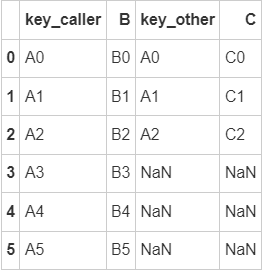 key_caller B key_other C
0 A0 B0 A0 C0
1 A1 B1 A1 C1
2 A2 B2 A2 C2
3 A3 B3 NaN NaN
4 A4 B4 NaN NaN
5 A5 B5 NaN NaN